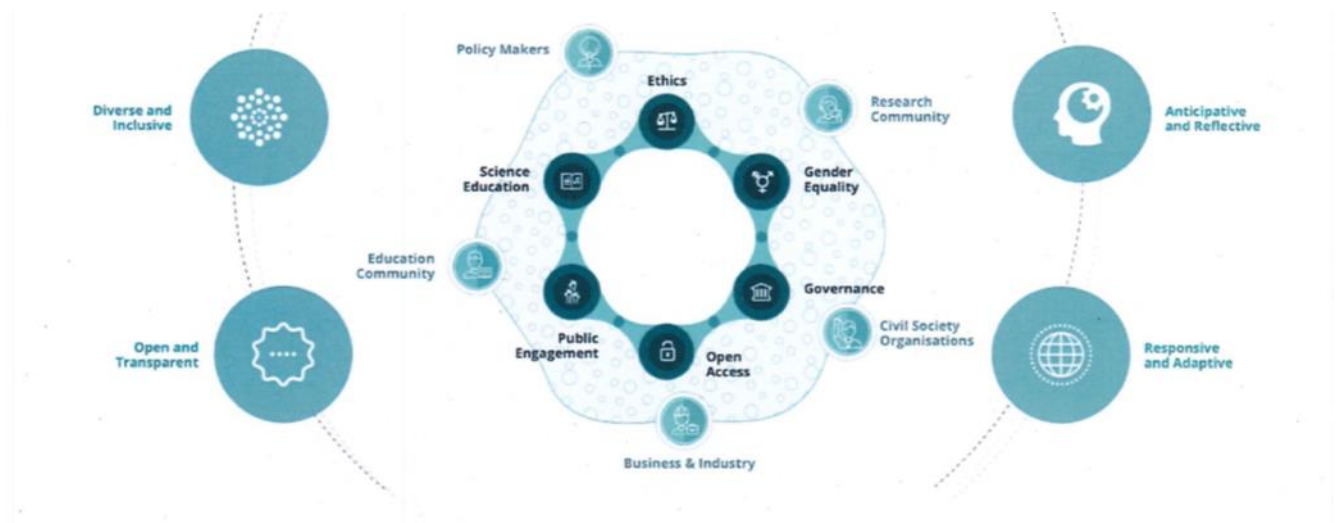 Policy Makers
Ethics
Research
Community
Diverse and
Inclusive
Anticipative
and Reflective
Science
Education
Gender
Equality
Education
Community
Governance
Public
Engagement
Open
Access
Civil Society
Organisations
Open and
Transparent
Responsive
and Adaptive
Business & Industry